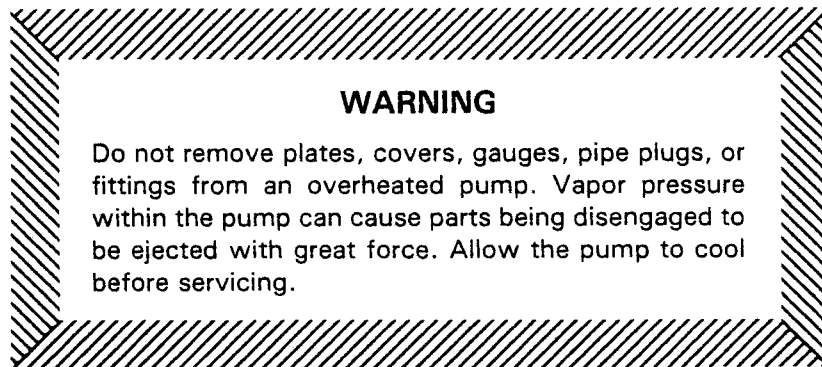 WARNING
Do not remove plates, covers, gauges, pipe plugs, or
fittings from an overheated pump. Vapor pressure
within the pump can cause parts being disengaged to
be ejected with great force. Allow the pump to cool
before servicing.